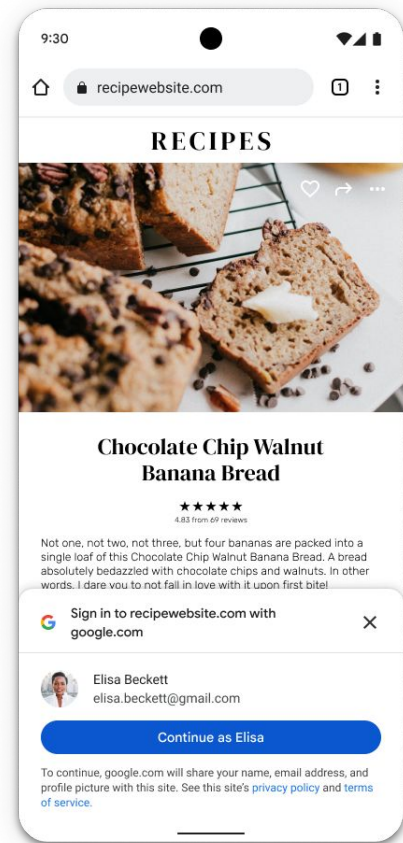 9:30
recipewebsite.com
1
RECIPES
Chocolate Chip Walnut
Banana Bread
★★★★★
4.83 from 69 reviews
Not one, not two, not three, but four bananas are packed into a
single loaf of this Chocolate Chip Walnut Banana Bread. A bread
absolutely bedazzled with chocolate chips and walnuts. In other
words, I dare you to not fall in love with it upon first bite!
Sign in to recipewebsite.com with
google.com
Elisa Beckett
elisa.beckett@gmail.com
Continue as Elisa
To continue, google.com will share your name, email address, and
profile picture with this site. See this site's privacy policy and terms
of service.